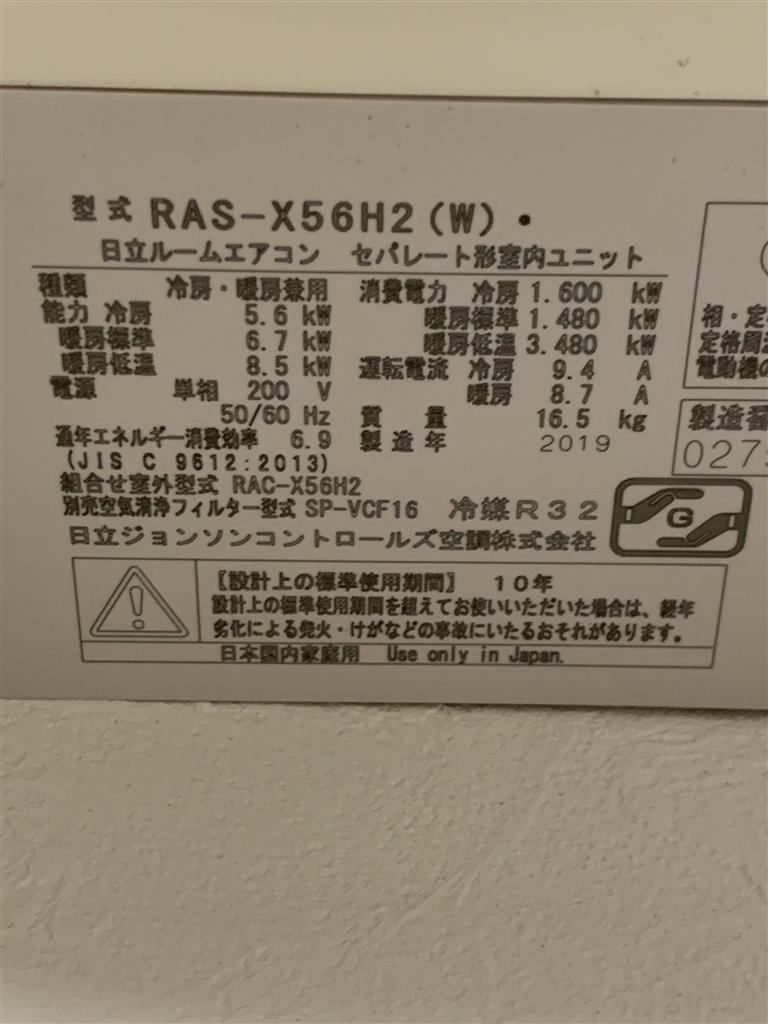 型式 RAS-X56H2(W)・
日立ルームエアコン セパレート形室内ユニット
種類 冷房・暖房兼用
能力 冷房 5.6 kW
暖房標準 6.7 kW
暖房低温 8.5 kW
電源 単相 200 V
50/60 Hz
通年エネルギー消費効率 6.9
(JIS C 9612:2013)
消費電力 冷房 1.600 kW
暖房標準 1.480 kW
暖房低温 3.480 kW
運転電流 冷房 9.4 A
暖房 8.7 A
質量 16.5 kg
製造年 2019
組合せ室外型式 RAC-X56H2
別売空気清浄フィルター型式 SP-VCF16 冷媒R32
日立ジョンソンコントロールズ空調株式会社
G
相・定
定格周
電動機の
製造番
027
【設計上の標準使用期間】 10年
設計上の標準使用期間を超えてお使いいただいた場合は、経年
劣化による発火・けがなどの事故にいたるおそれがあります。
日本国内家庭用 Use only in Japan.